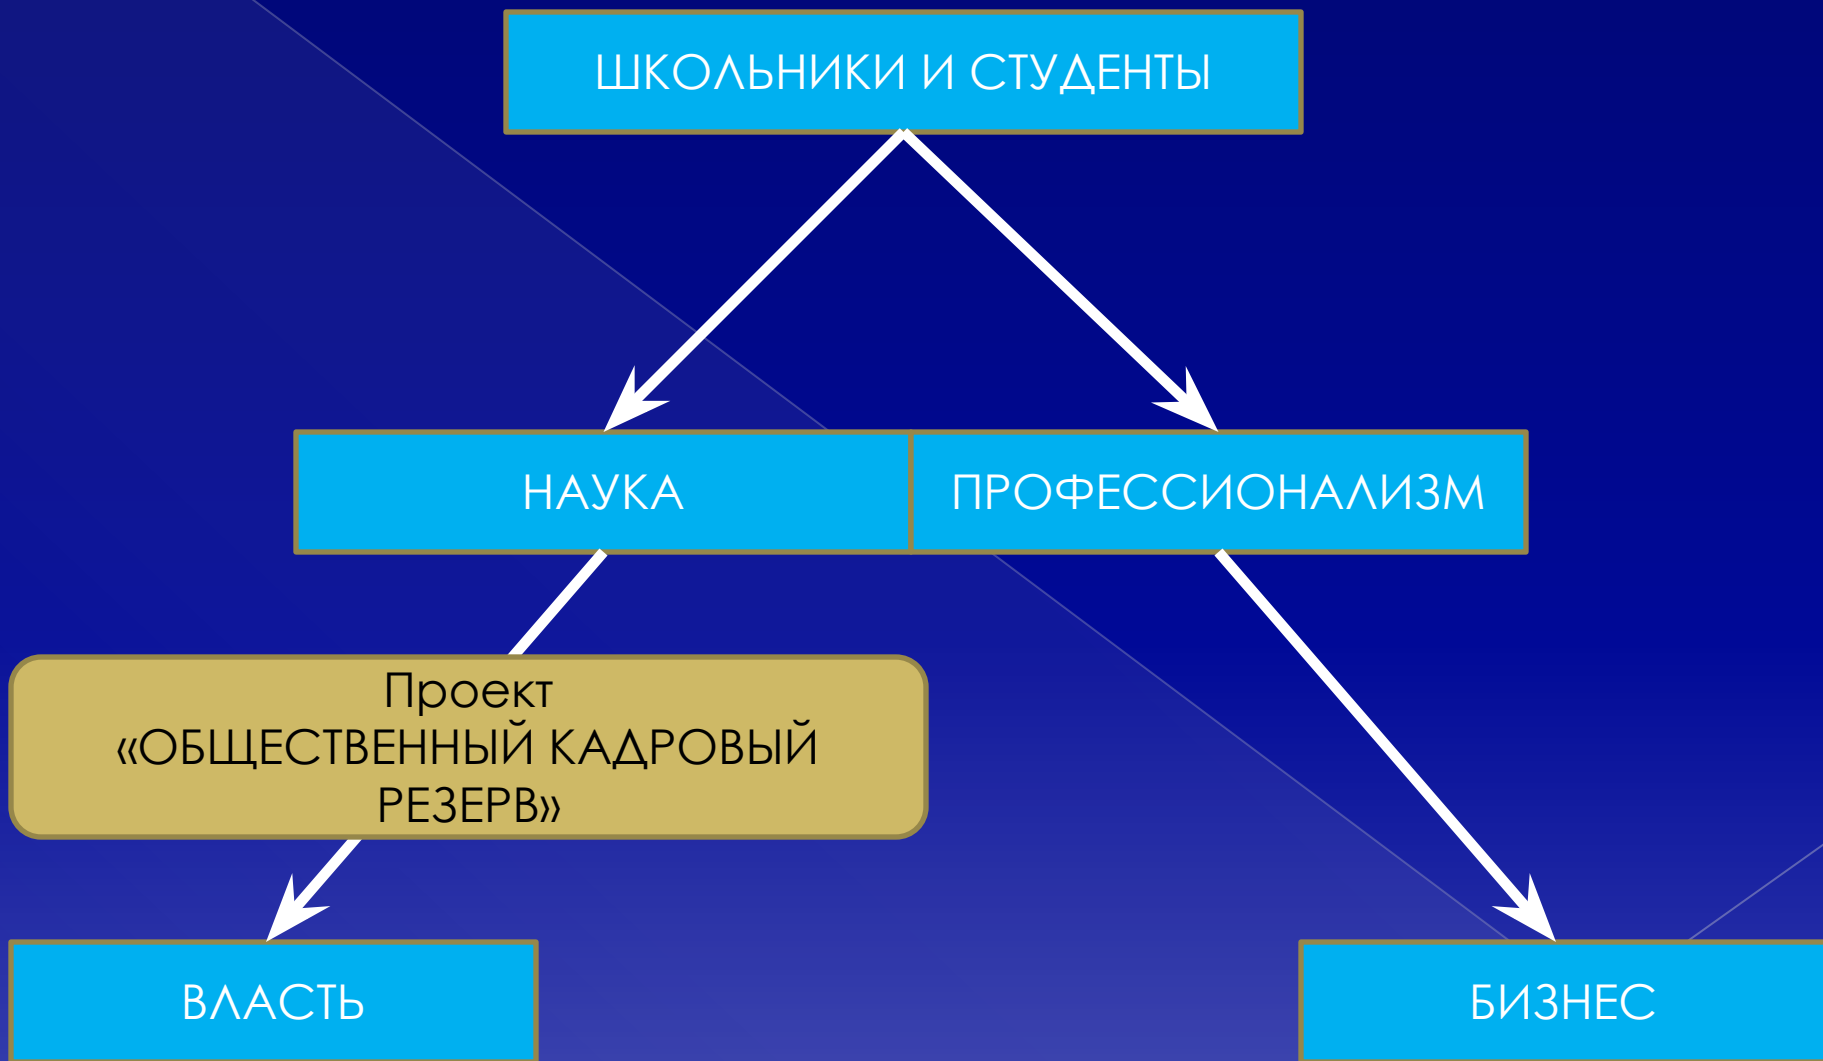 ШКОЛЬНИКИ И СТУДЕНТЫ
НАУКА
ПРОФЕССИОНАЛИЗМ
Проект
«ОБЩЕСТВЕННЫЙ КАДРОВЫЙ
РЕЗЕРВ»
ВЛАСТЬ
БИЗНЕС